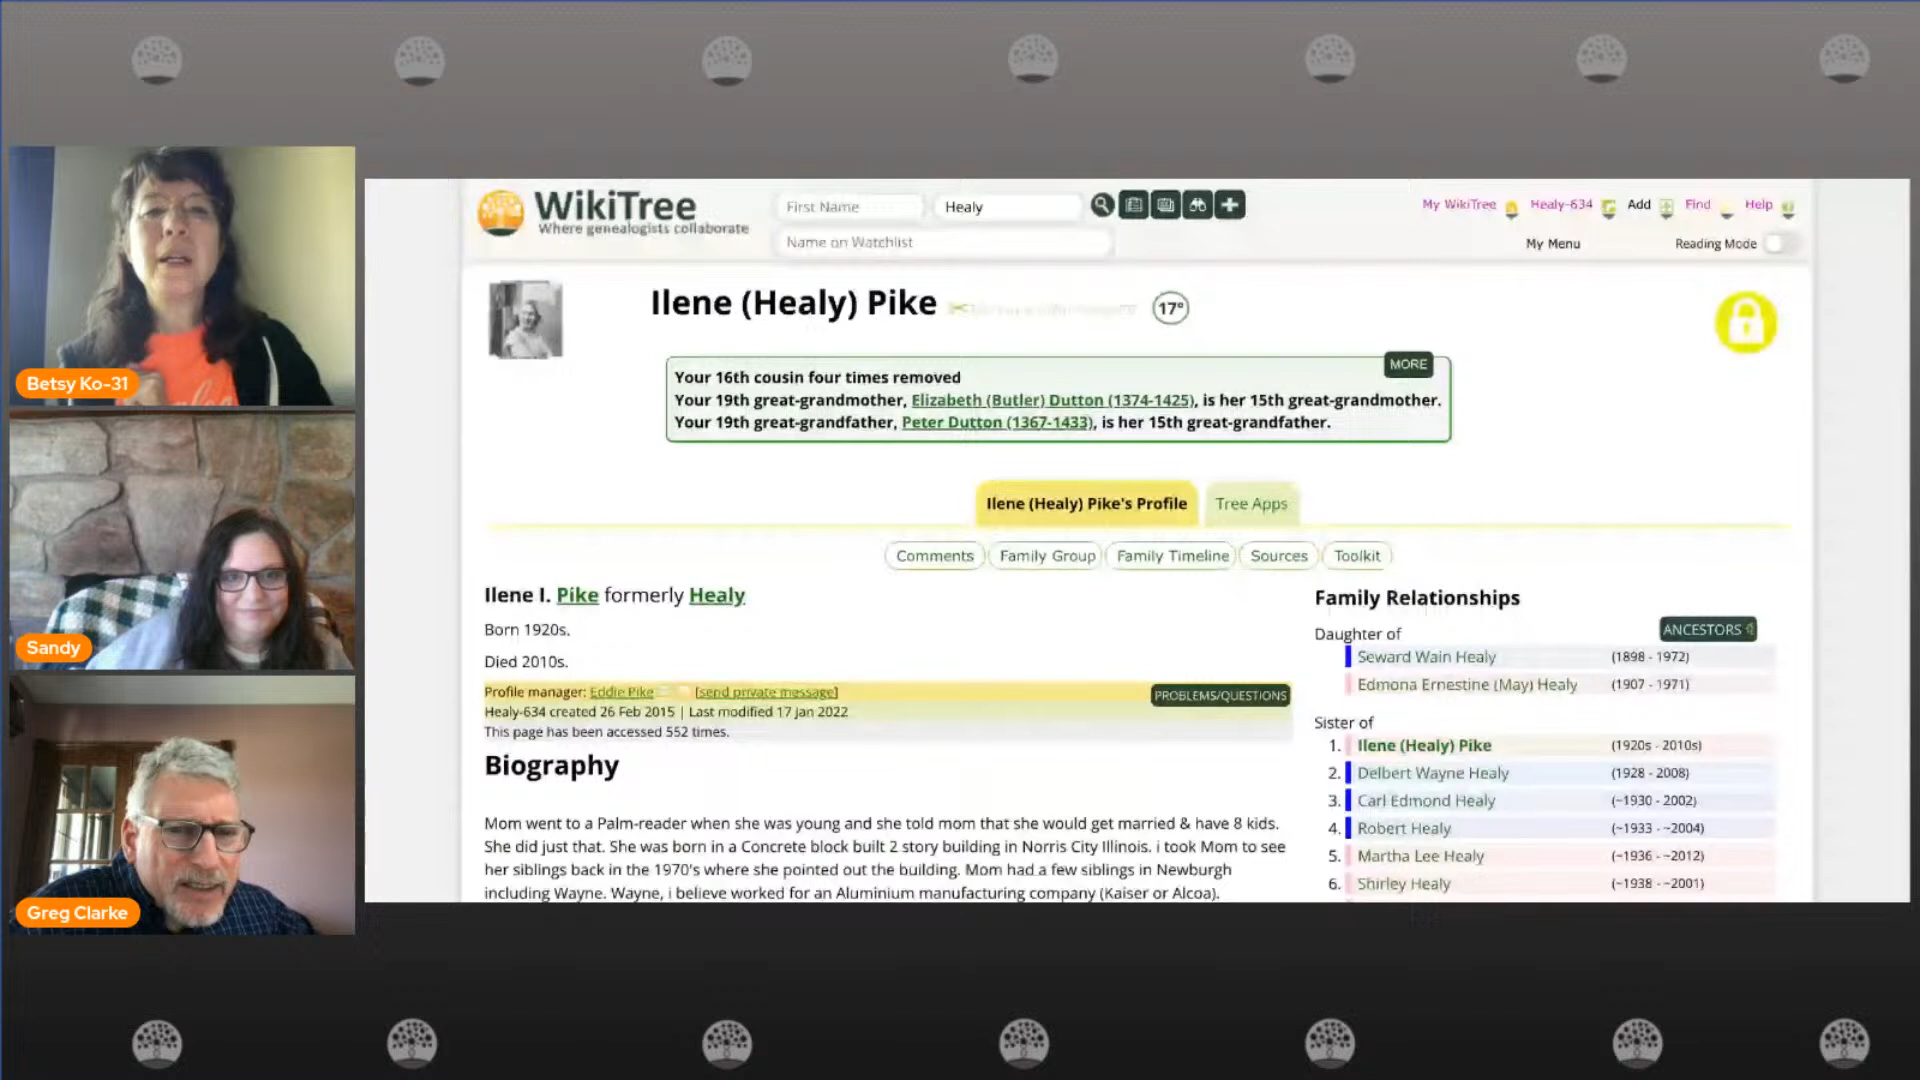 Betsy Ko-31
Sandy
Greg Clarke
WikiTree
Where genealogists collaborate
First Name
Healy
Name on Watchlist
My WikiTree
Healy-634
Add
Find
Help
My Menu
Reading Mode
Ilene (Healy) Pike
17°
MORE
Your 16th cousin four times removed
Your 19th great-grandmother, Elizabeth (Butler) Dutton (1374-1425), is her 15th great-grandmother.
Your 19th great-grandfather, Peter Dutton (1367-1433), is her 15th great-grandfather.
Ilene (Healy) Pike's Profile
Tree Apps
Comments
Family Group
Family Timeline
Sources
Toolkit
Ilene I. Pike formerly Healy
Born 1920s.
Died 2010s.
Profile manager: Eddie Pike [send private message]
PROBLEMS/QUESTIONS
Healy-634 created 26 Feb 2015 | Last modified 17 Jan 2022
This page has been accessed 552 times.
Biography
Mom went to a Palm-reader when she was young and she told mom that she would get married & have 8 kids.
She did just that. She was born in a Concrete block built 2 story building in Norris City Illinois. i took Mom to see
her siblings back in the 1970's where she pointed out the building. Mom had a few siblings in Newburgh
including Wayne. Wayne, i believe worked for an Aluminium manufacturing company (Kaiser or Alcoa).
Family Relationships
ANCESTORS
Daughter of
Seward Wain Healy (1898 - 1972)
Edmona Ernestine (May) Healy (1907 - 1971)
Sister of
1. Ilene (Healy) Pike (1920s - 2010s)
2. Delbert Wayne Healy (1928 - 2008)
3. Carl Edmond Healy (~1930 - 2002)
4. Robert Healy (~1933 - ~2004)
5. Martha Lee Healy (~1936 - ~2012)
6. Shirley Healy (~1938 - ~2001)